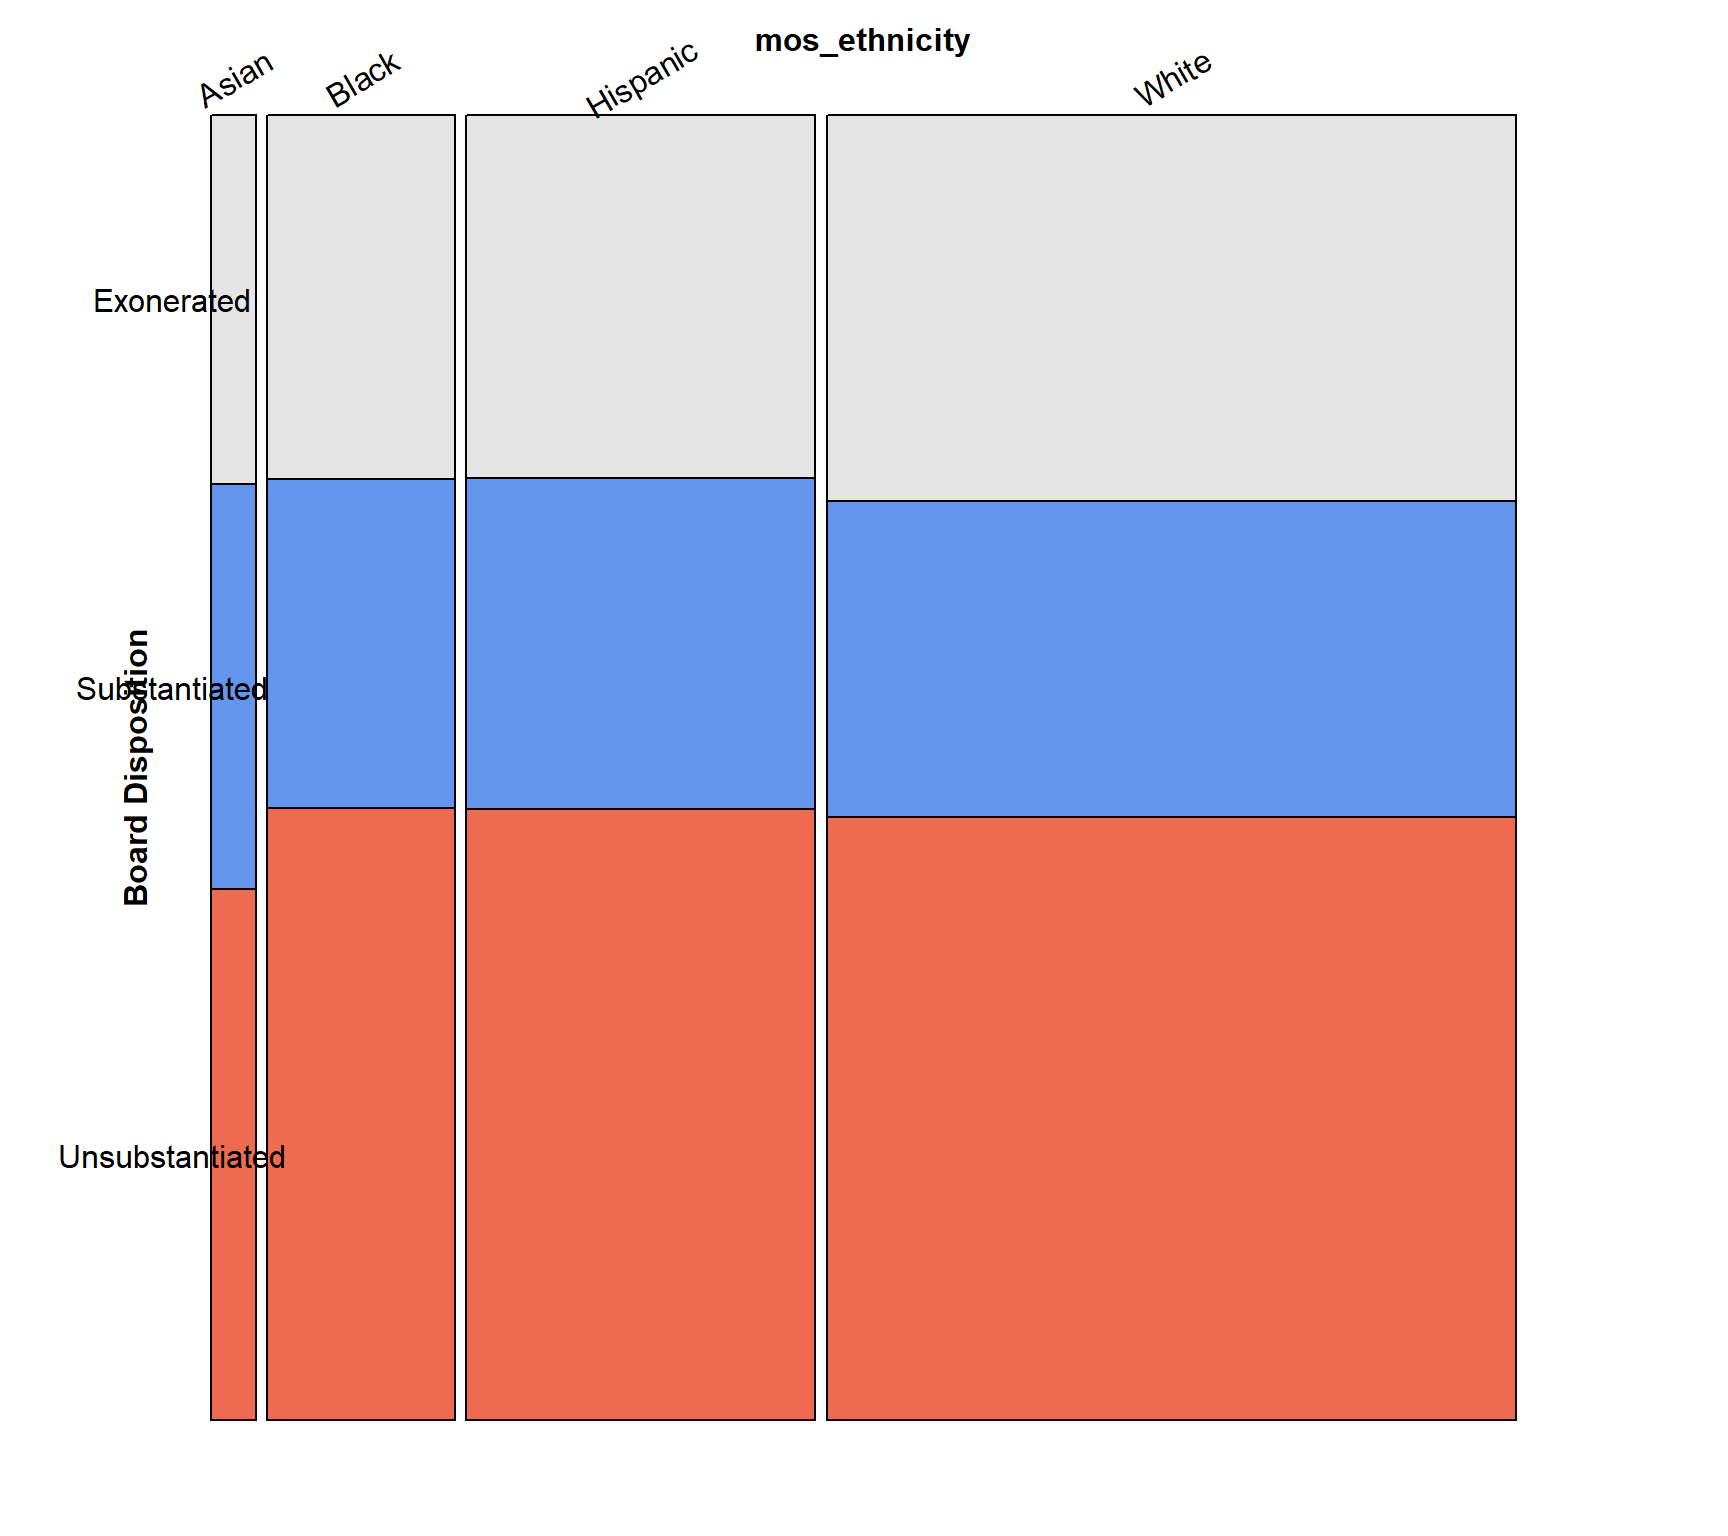 mos_ethnicity
Asian
Black
Hispanic
White
Board Disposition
Exonerated
Substantiated
Unsubstantiated